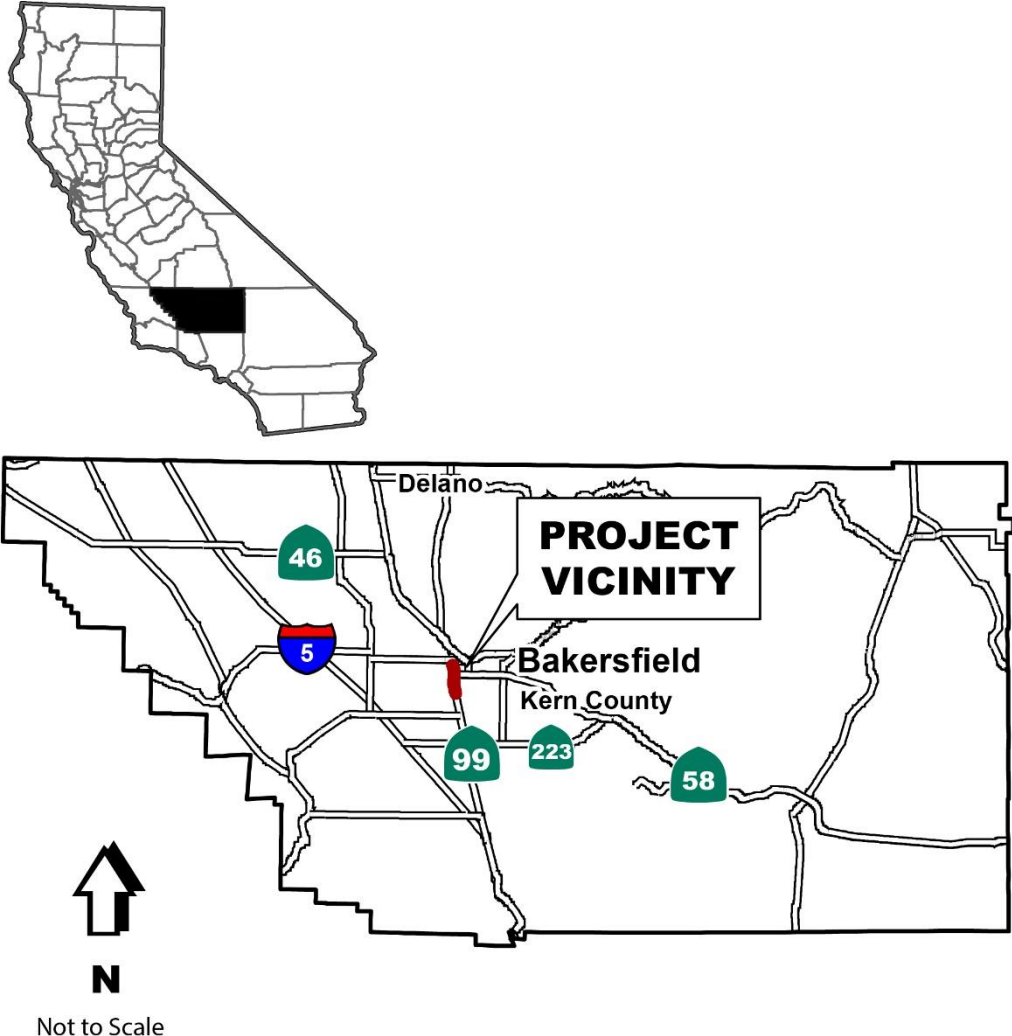 Delano
PROJECT
VICINITY
46
5
Bakersfield
Kern County
99
223
58
N
Not to Scale